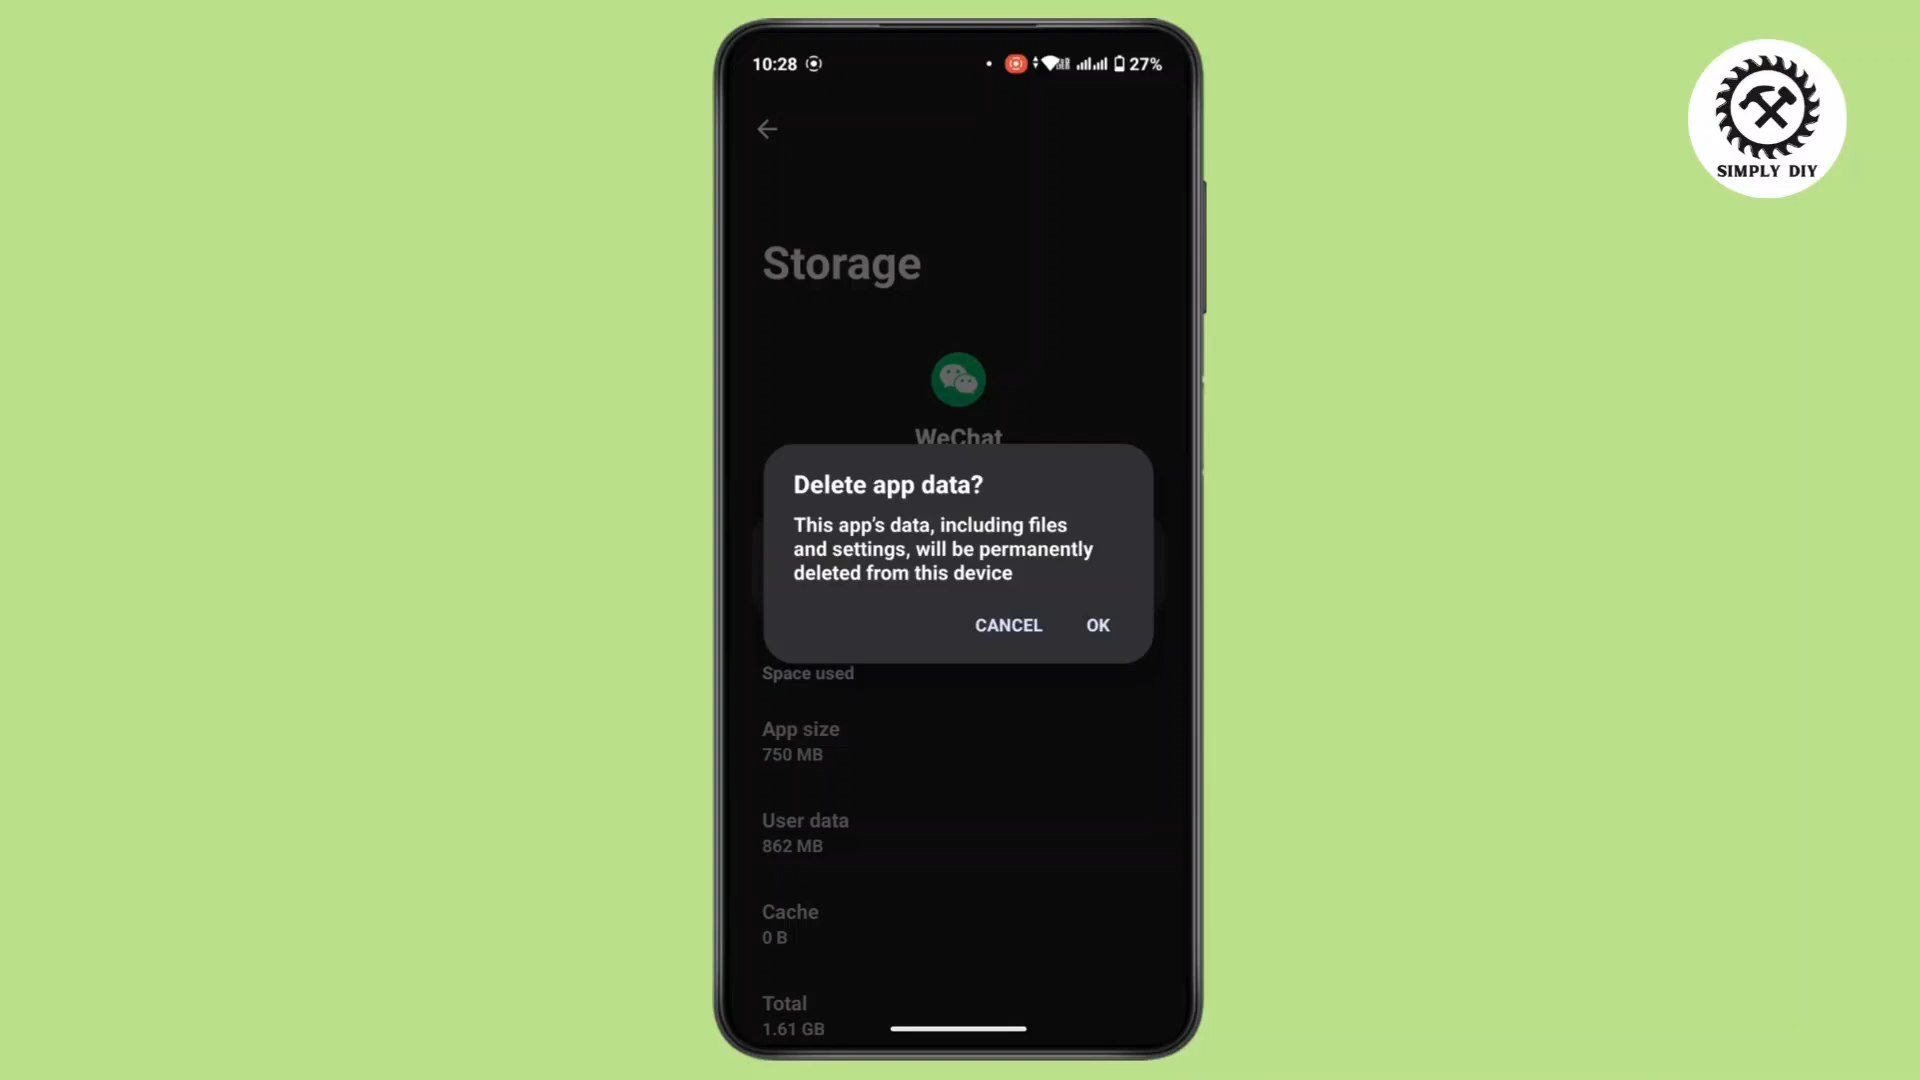 10:28
27%
SIMPLY DIY
Storage
WeChat
Delete app data?
This app's data, including files
and settings, will be permanently
deleted from this device
CANCEL OK
Space used
App size
750 MB
User data
862 MB
Cache
0 B
Total
1.61 GB